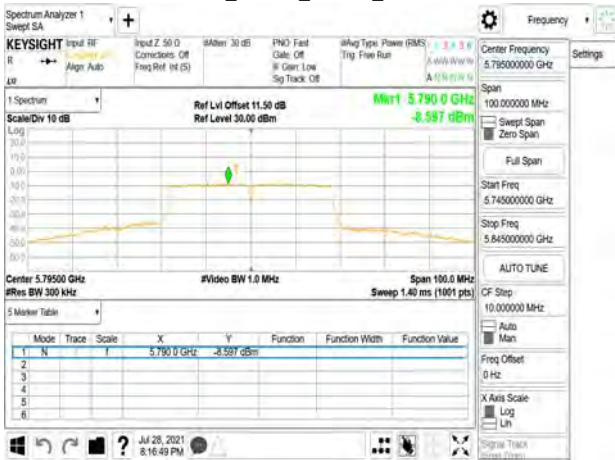 Spectrum Analyzer 1
Swept SA
+
Frequency
KEYSIGHT
Input: RF
Input Z: 50 Ω
#Atten: 30 dB
PNO: Fast
#Avg Type: Power (RMS)
Corrections: Off
Gate: Off
Trig: Free Run
Align: Auto
Freq Ref: Int (S)
IF Gain: Low
Sig Track: Off
Center Frequency
5.795000000 GHz
Settings
1 Spectrum
Ref Lvl Offset 11.50 dB
Mkr1 5.790 0 GHz
Scale/Div 10 dB
Ref Level 30.00 dBm
-8.597 dBm
Log
Span
100.000000 MHz
Swept Span
Zero Span
Full Span
Start Freq
5.745000000 GHz
Stop Freq
5.845000000 GHz
AUTO TUNE
CF Step
10.000000 MHz
Auto
Man
Freq Offset
0 Hz
X Axis Scale
Log
Lin
Signal Track
Center 5.79500 GHz
#Video BW 1.0 MHz
Span 100.0 MHz
#Res BW 300 kHz
Sweep 1.40 ms (1001 pts)
5 Marker Table
Mode Trace Scale X Y Function Function Width Function Value
1 N f 5.790 0 GHz -8.597 dBm
2
3
4
5
6
?
Jul 28, 2021
8:16:49 PM